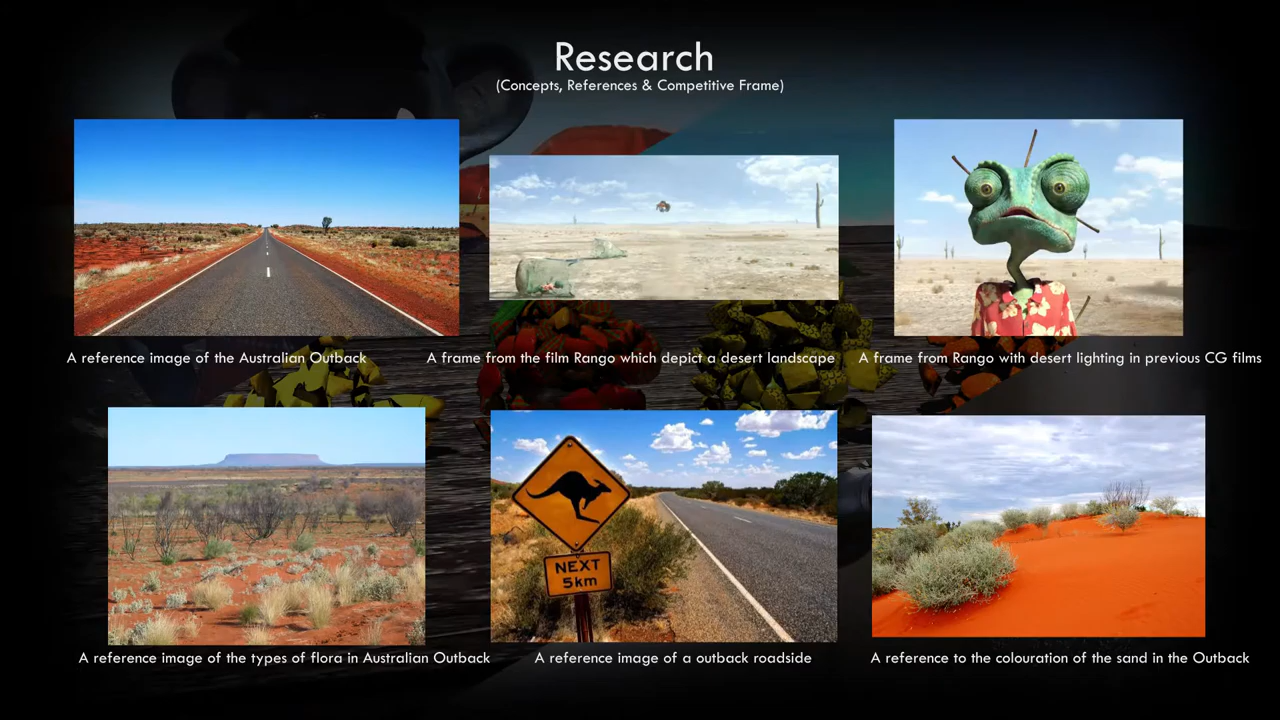 Research
(Concepts, References & Competitive Frame)
A reference image of the Australian Outback
A frame from the film Rango which depict a desert landscape
A frame from Rango with desert lighting in previous CG films
NEXT
5km
A reference image of the types of flora in Australian Outback
A reference image of a outback roadside
A reference to the colouration of the sand in the Outback